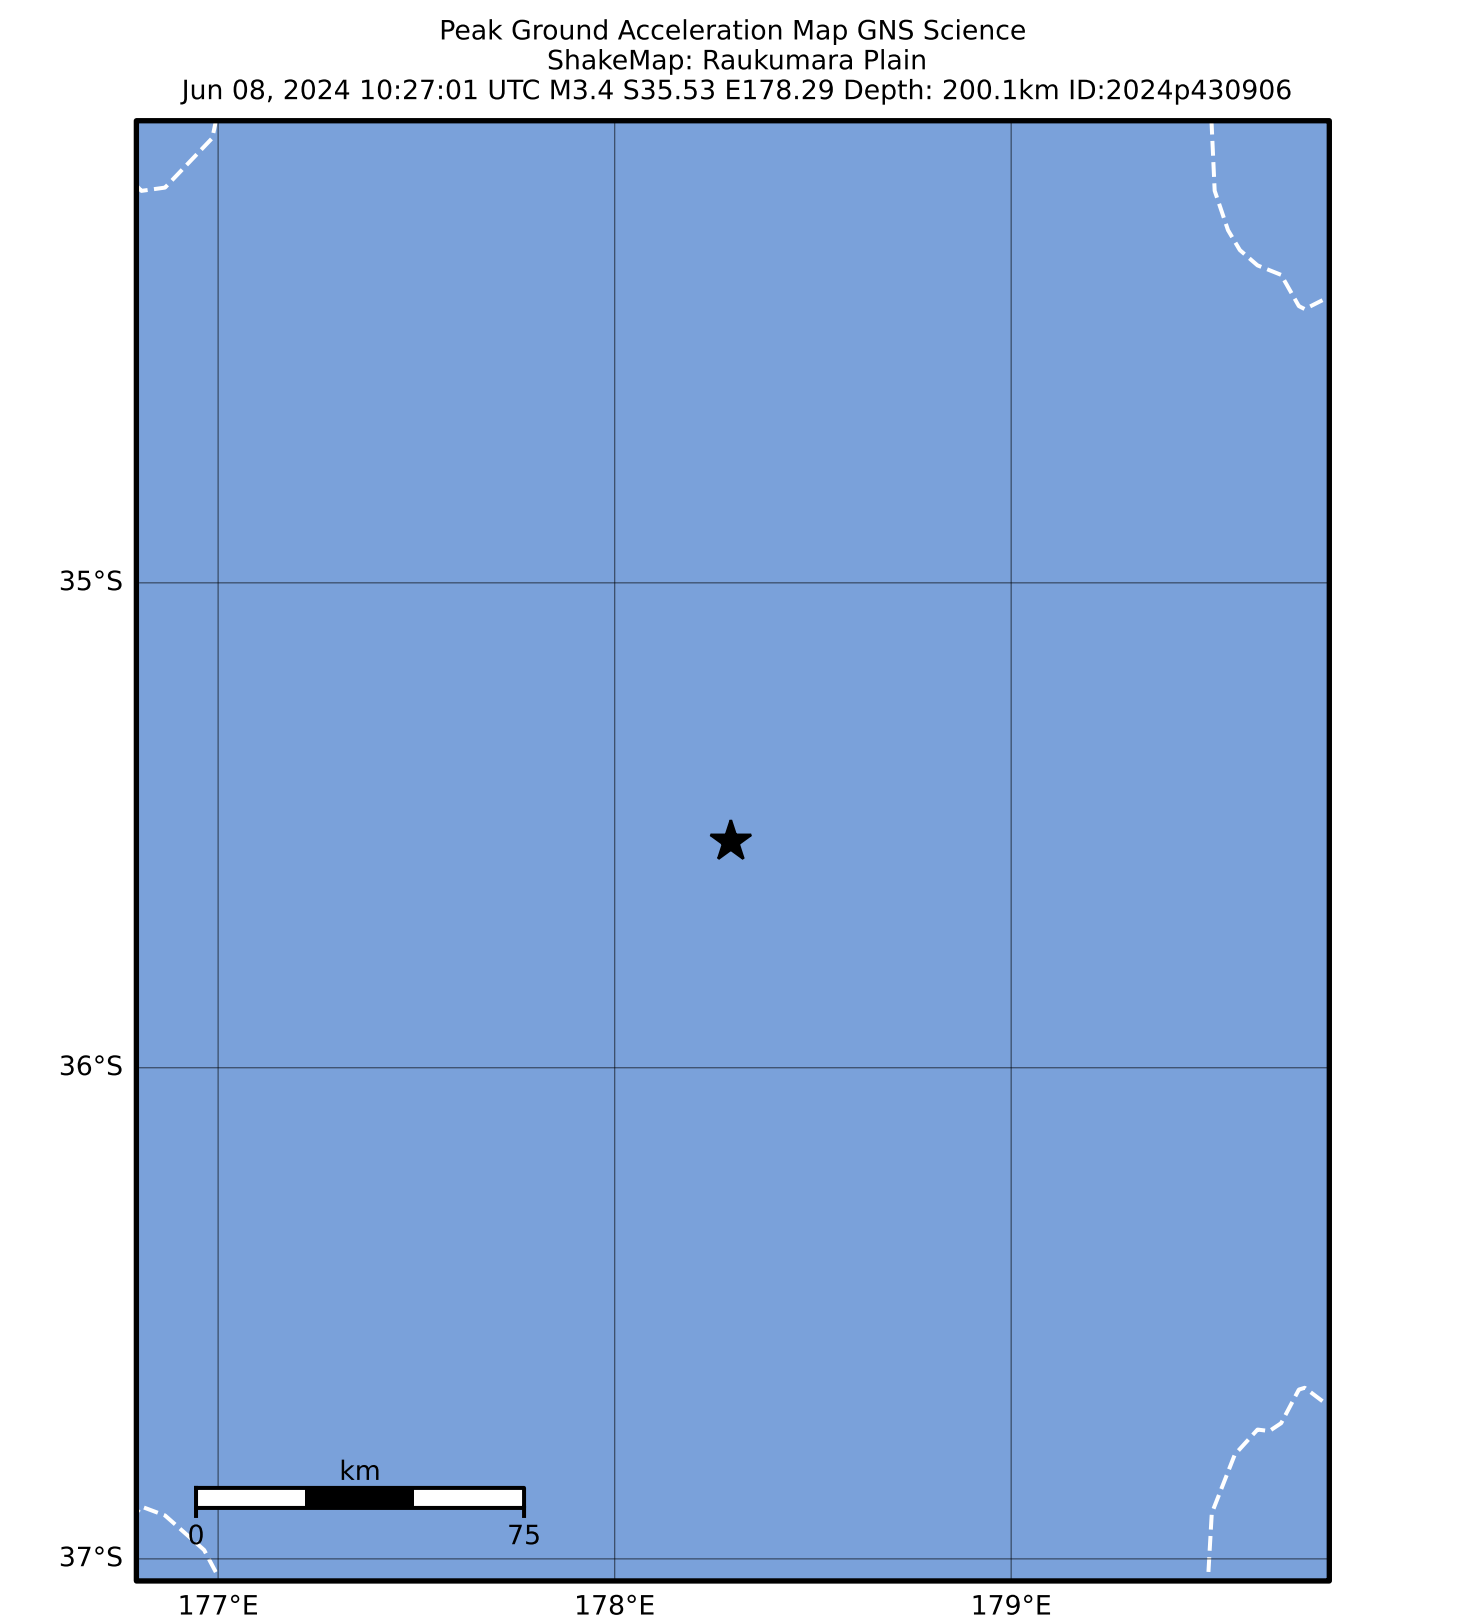 Peak Ground Acceleration Map GNS Science
ShakeMap: Raukumara Plain
Jun 08, 2024 10:27:01 UTC M3.4 S35.53 E178.29 Depth: 200.1km ID:2024p430906
35°S
36°S
km
0 75
37°S
177°E 178°E 179°E